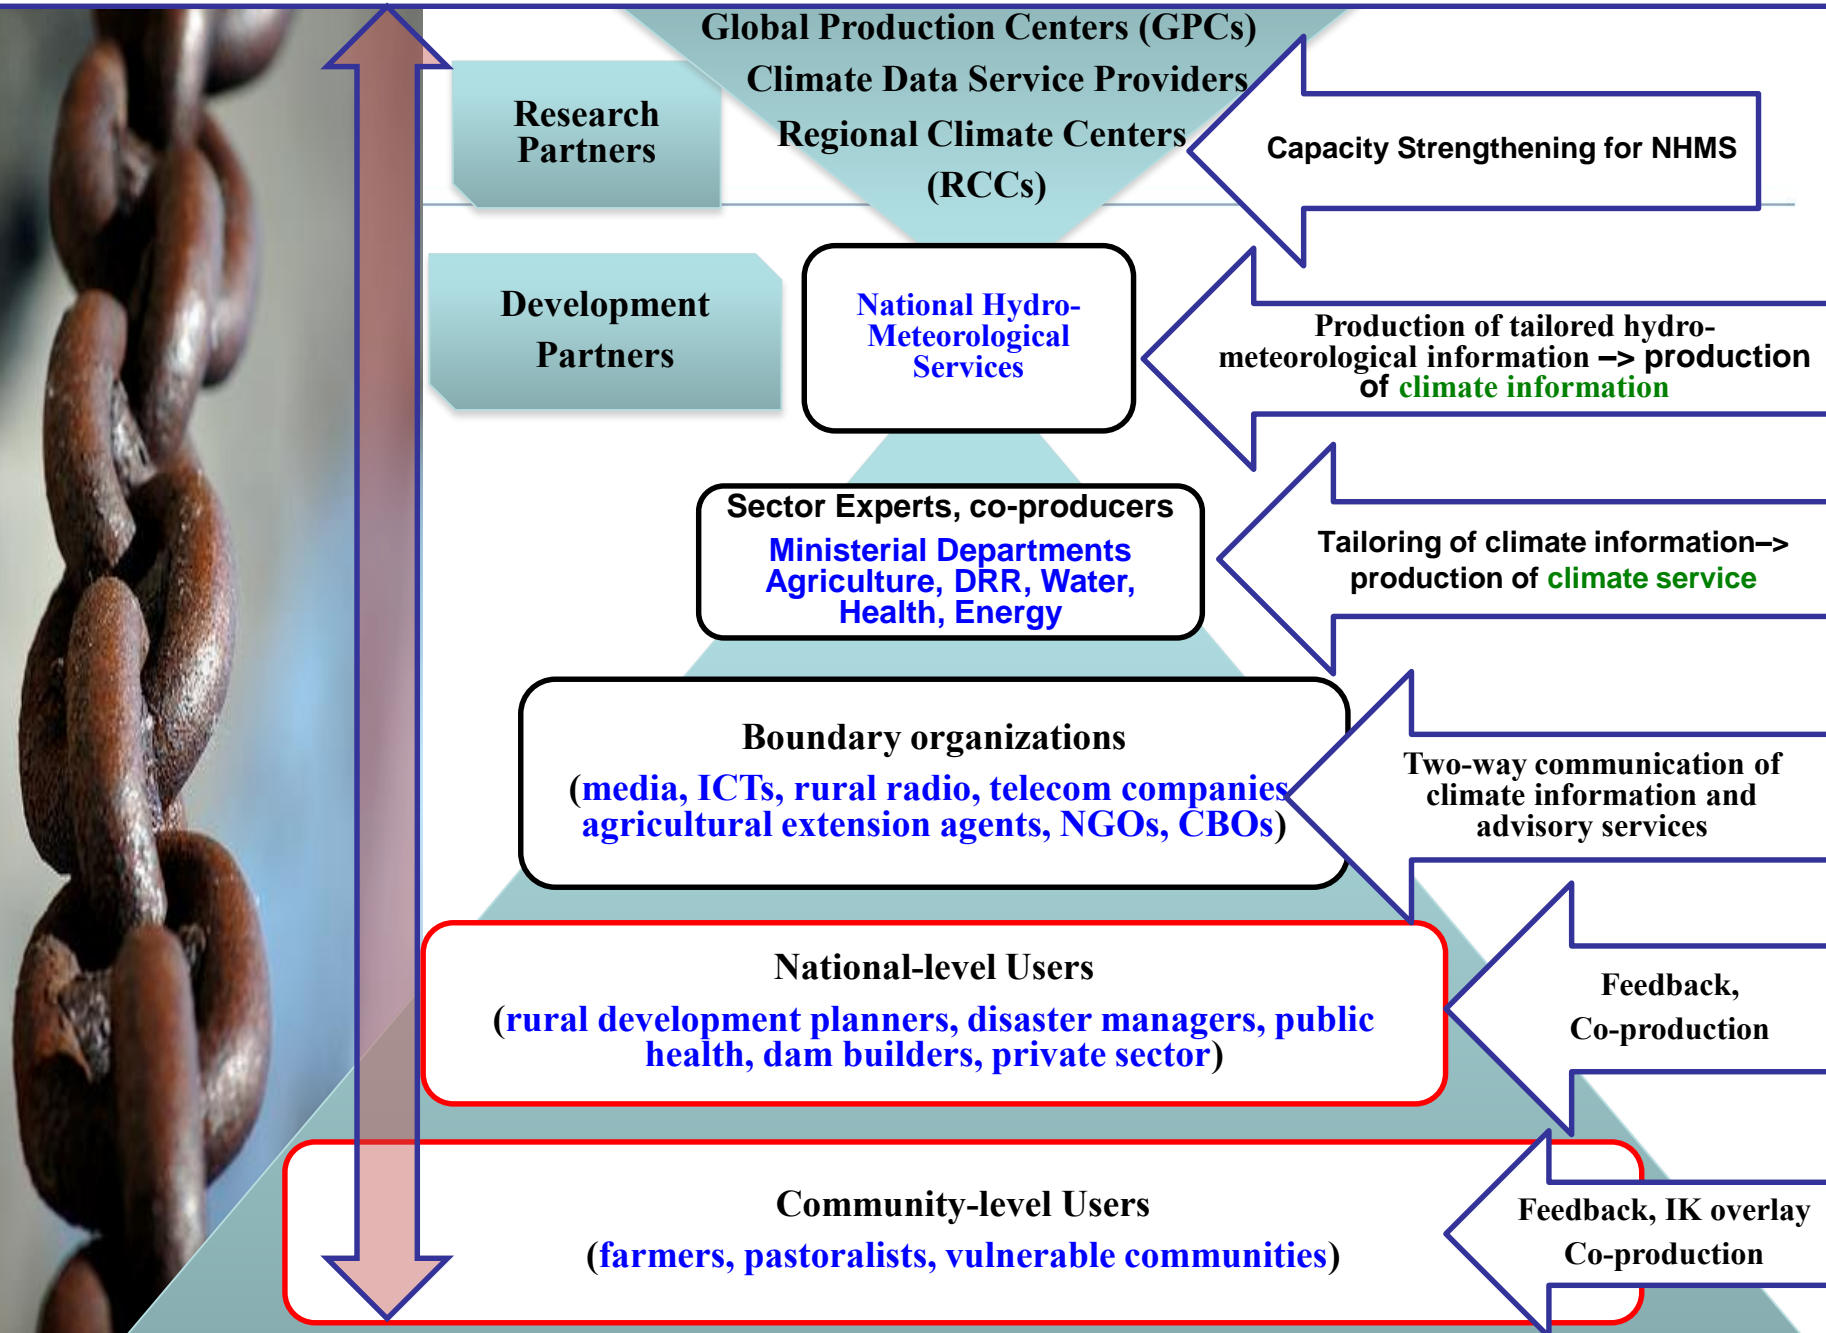 Global Production Centers (GPCs)
Climate Data Service Providers
Regional Climate Centers
(RCCs)
Research
Partners
Capacity Strengthening for NHMS
Development
Partners
National Hydro-
Meteorological
Services
Production of tailored hydro-
meteorological information –> production
of climate information
Sector Experts, co-producers
Ministerial Departments
Agriculture, DRR, Water,
Health, Energy
Tailoring of climate information–>
production of climate service
Boundary organizations
(media, ICTs, rural radio, telecom companies
agricultural extension agents, NGOs, CBOs)
Two-way communication of
climate information and
advisory services
National-level Users
(rural development planners, disaster managers, public
health, dam builders, private sector)
Feedback,
Co-production
Community-level Users
(farmers, pastoralists, vulnerable communities)
Feedback, IK overlay
Co-production